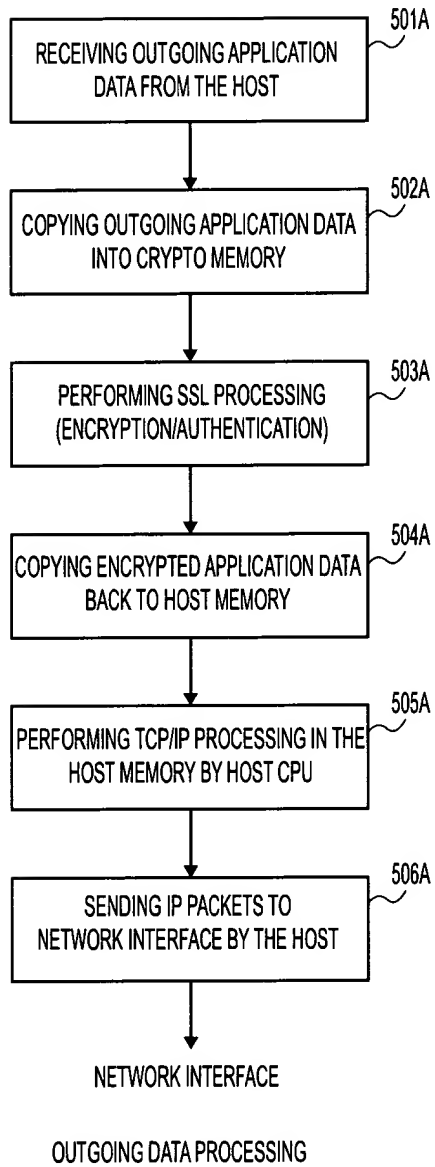 501A
RECEIVING OUTGOING APPLICATION
DATA FROM THE HOST
502A
COPYING OUTGOING APPLICATION DATA
INTO CRYPTO MEMORY
503A
PERFORMING SSL PROCESSING
(ENCRYPTION/AUTHENTICATION)
504A
COPYING ENCRYPTED APPLICATION DATA
BACK TO HOST MEMORY
505A
PERFORMING TCP/IP PROCESSING IN THE
HOST MEMORY BY HOST CPU
506A
SENDING IP PACKETS TO
NETWORK INTERFACE BY THE HOST
NETWORK INTERFACE
OUTGOING DATA PROCESSING